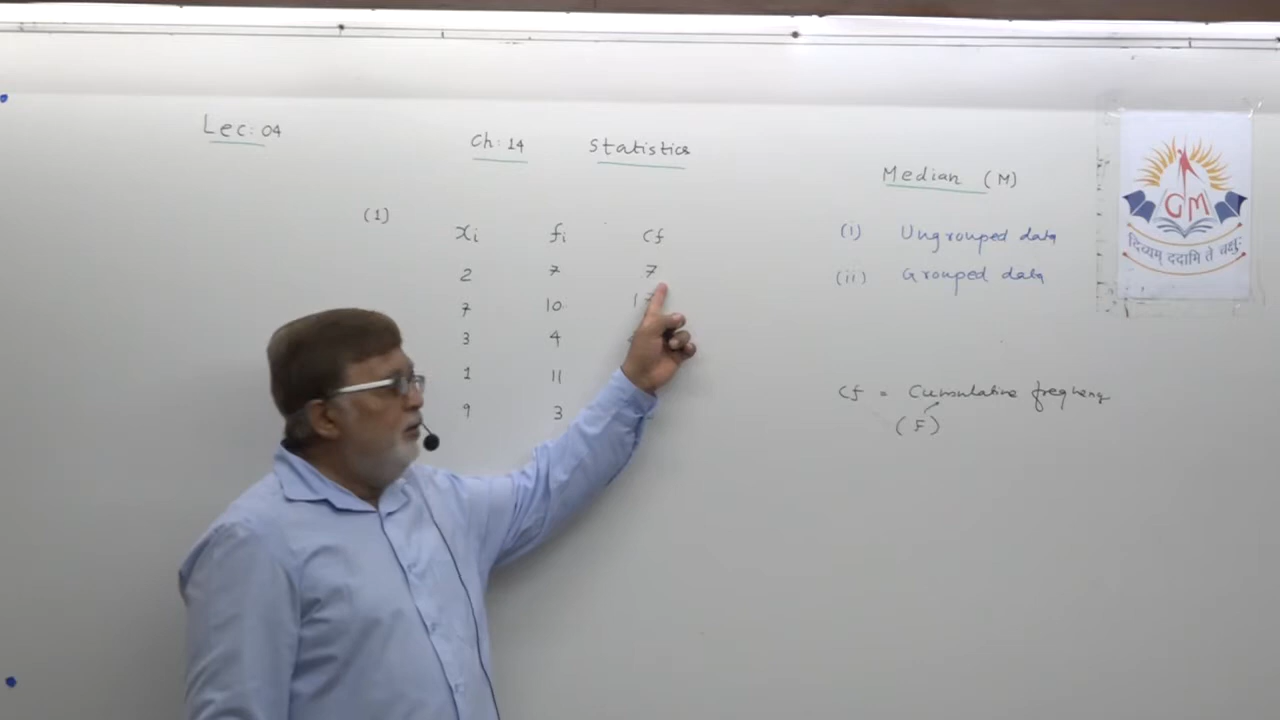 Lec: 04
Ch: 14 Statistics
(1)
xi fi Cf
2 7 7
7 10
3 4
1 11
9 3
Median (M)
(i) Ungrouped data
(ii) Grouped data
Cf = Cumulative frequency
(F)
GM
दिव्यम् ददामि ते चक्षुः